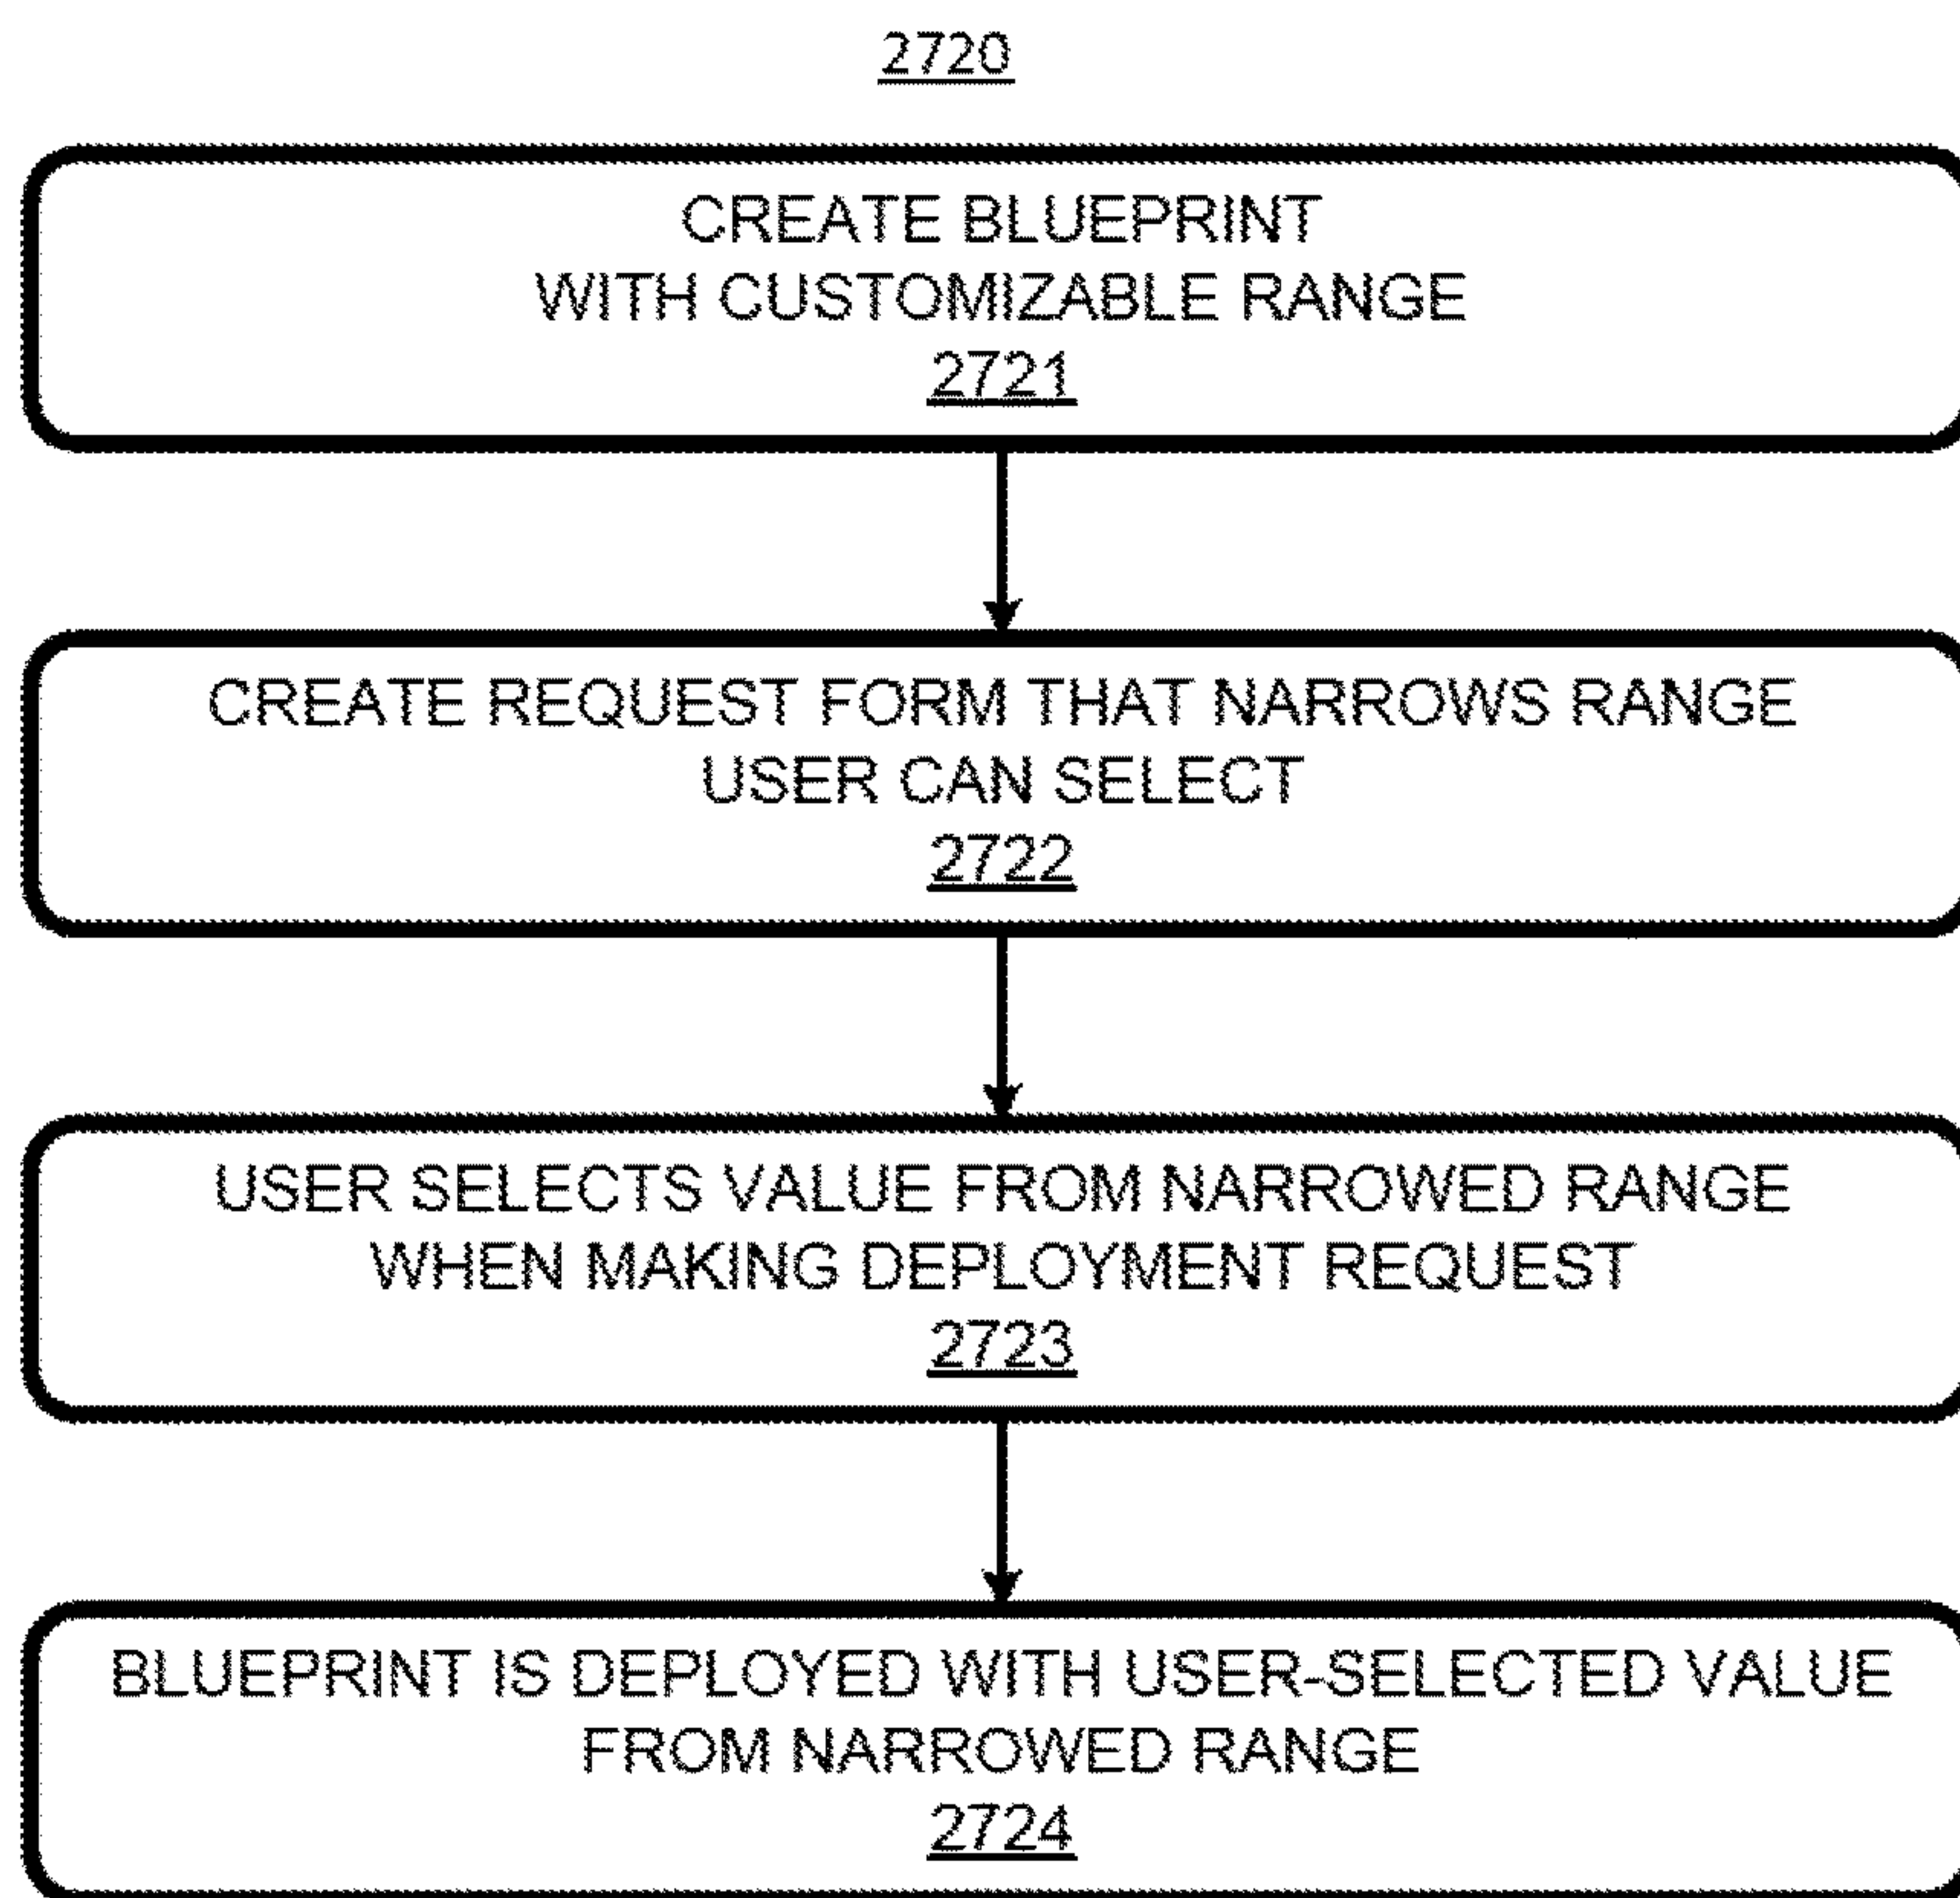 2720
CREATE BLUEPRINT
WITH CUSTOMIZABLE RANGE
2721
CREATE REQUEST FORM THAT NARROWS RANGE
USER CAN SELECT
2722
USER SELECTS VALUE FROM NARROWED RANGE
WHEN MAKING DEPLOYMENT REQUEST
2723
BLUEPRINT IS DEPLOYED WITH USER-SELECTED VALUE
FROM NARROWED RANGE
2724